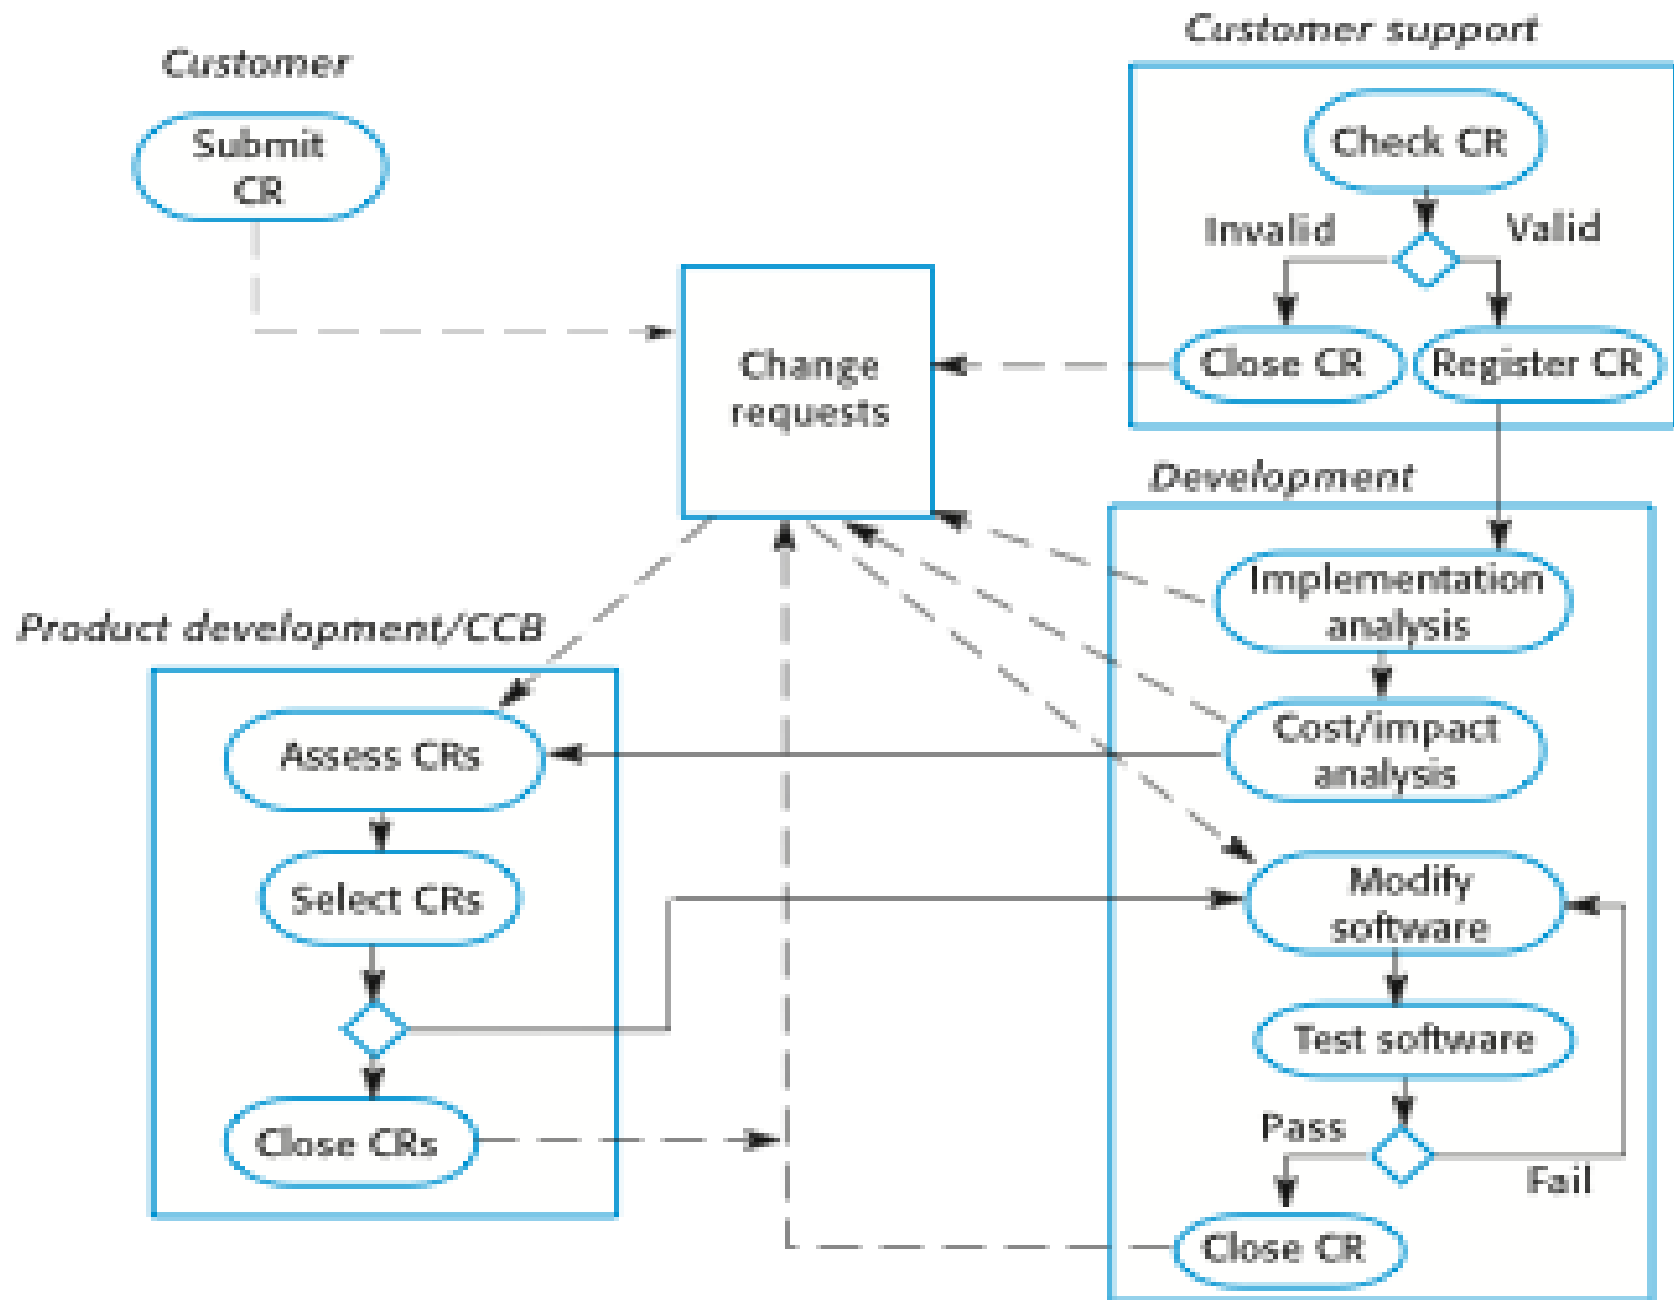 Customer
Submit
CR
Customer support
Check CR
Invalid
Valid
Close CR
Register CR
Change
requests
Development
Implementation
analysis
Cost/impact
analysis
Modify
software
Test software
Pass
Fail
Close CR
Product development/CCB
Assess CRs
Select CRs
Close CRs